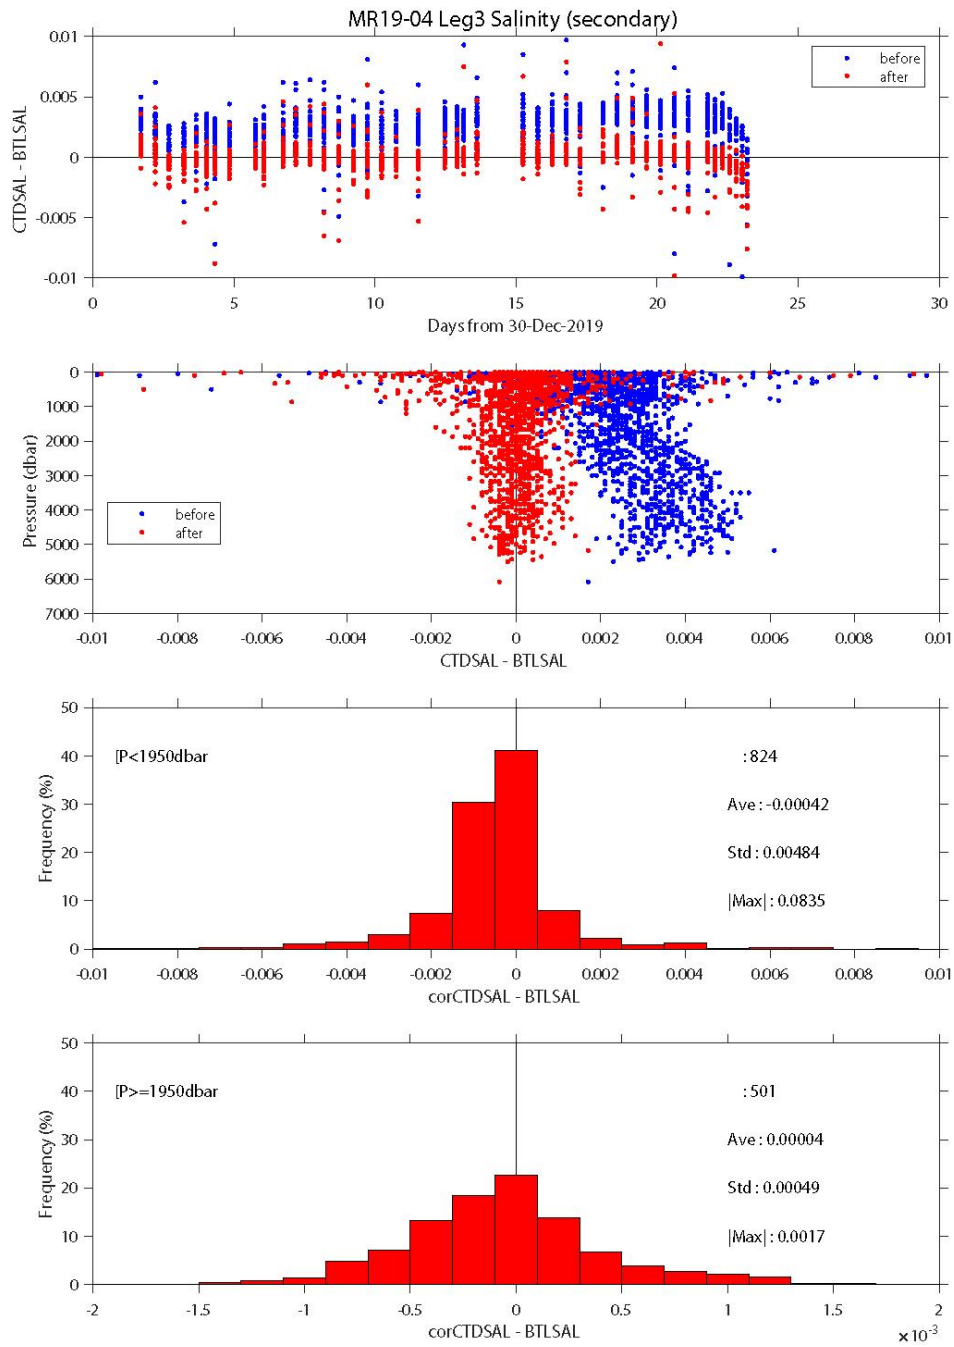 MR19-04 Leg3 Salinity (secondary)
0.01
0.005
0
-0.005
-0.01
CTDSAL - BTLSAL
before
after
0 5 10 15 20 25 30
Days from 30-Dec-2019
0
1000
2000
3000
4000
5000
6000
7000
Pressure (dbar)
before
after
-0.01 -0.008 -0.006 -0.004 -0.002 0 0.002 0.004 0.006 0.008 0.01
CTDSAL - BTLSAL
50
40
30
20
10
0
Frequency (%)
[P<1950dbar : 824
Ave : -0.00042
Std : 0.00484
|Max| : 0.0835
-0.01 -0.008 -0.006 -0.004 -0.002 0 0.002 0.004 0.006 0.008 0.01
corCTDSAL - BTLSAL
50
40
30
20
10
0
Frequency (%)
[P>=1950dbar : 501
Ave : 0.00004
Std : 0.00049
|Max| : 0.0017
-2 -1.5 -1 -0.5 0 0.5 1 1.5 2
corCTDSAL - BTLSAL
×10⁻³